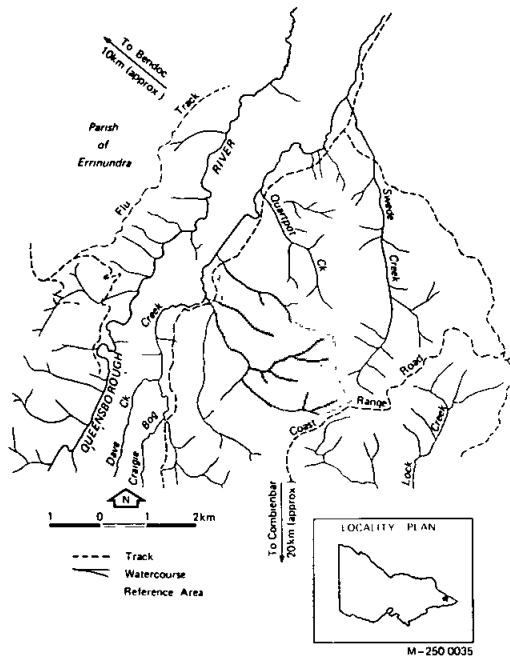 To Bendoc
10km (approx.)
Track
Parish
of
Errinundra
Flu
RIVER
Quartpot
Ck
Swede
Creek
Creek
QUEENSBOROUGH
Dave Ck
Craigie Bog
Coast Range Road
Lock Creek
N
1 0 1 2km
To Combienbar
20km (approx.)
Track
Watercourse
Reference Area
LOCALITY PLAN
M-250 0035